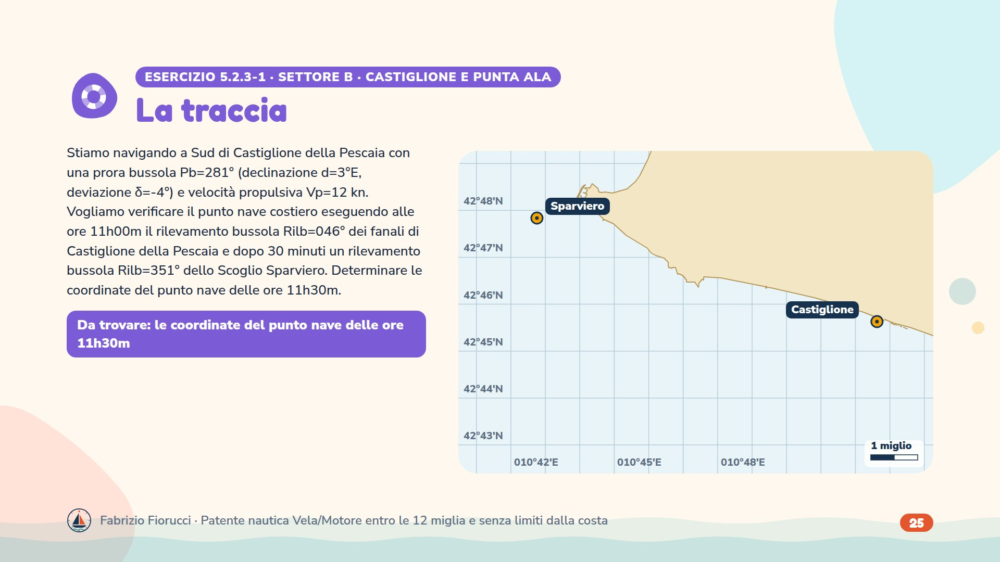 ESERCIZIO 5.2.3-1 · SETTORE B · CASTIGLIONE E PUNTA ALA
La traccia
Stiamo navigando a Sud di Castiglione della Pescaia con
una prora bussola Pb=281° (declinazione d=3°E,
deviazione δ=-4°) e velocità propulsiva Vp=12 kn.
Vogliamo verificare il punto nave costiero eseguendo alle
ore 11h00m il rilevamento bussola Rilb=046° dei fanali di
Castiglione della Pescaia e dopo 30 minuti un rilevamento
bussola Rilb=351° dello Scoglio Sparviero. Determinare le
coordinate del punto nave delle ore 11h30m.
Da trovare: le coordinate del punto nave delle ore
11h30m
42°48'N
Sparviero
42°47'N
42°46'N
Castiglione
42°45'N
42°44'N
42°43'N
1 miglio
010°42'E
010°45'E
010°48'E
Fabrizio Fiorucci · Patente nautica Vela/Motore entro le 12 miglia e senza limiti dalla costa
25